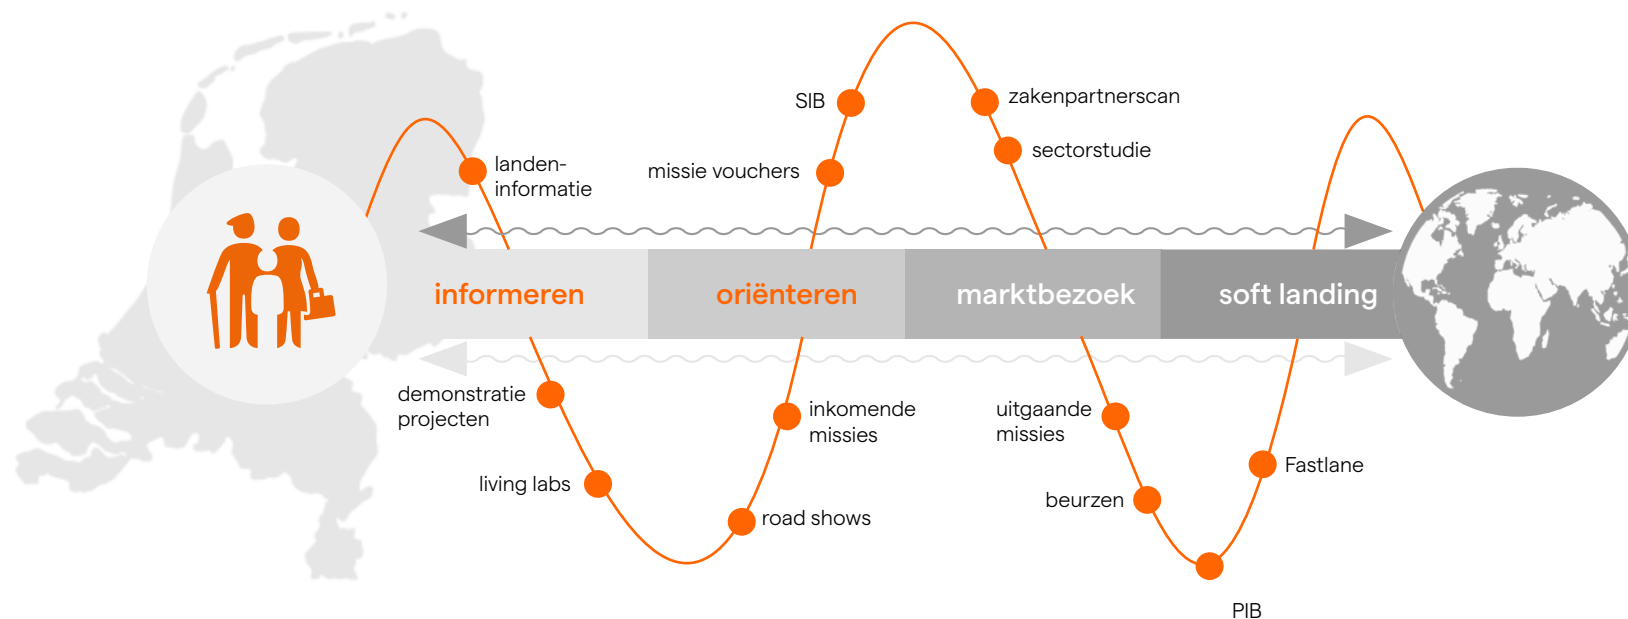 SIB
zakenpartnerscan
landen-
informatie
missie vouchers
sectorstudie
informeren
oriënteren
marktbezoek
soft landing
demonstratie
projecten
inkomende
missies
uitgaande
missies
living labs
road shows
beurzen
Fastlane
PIB